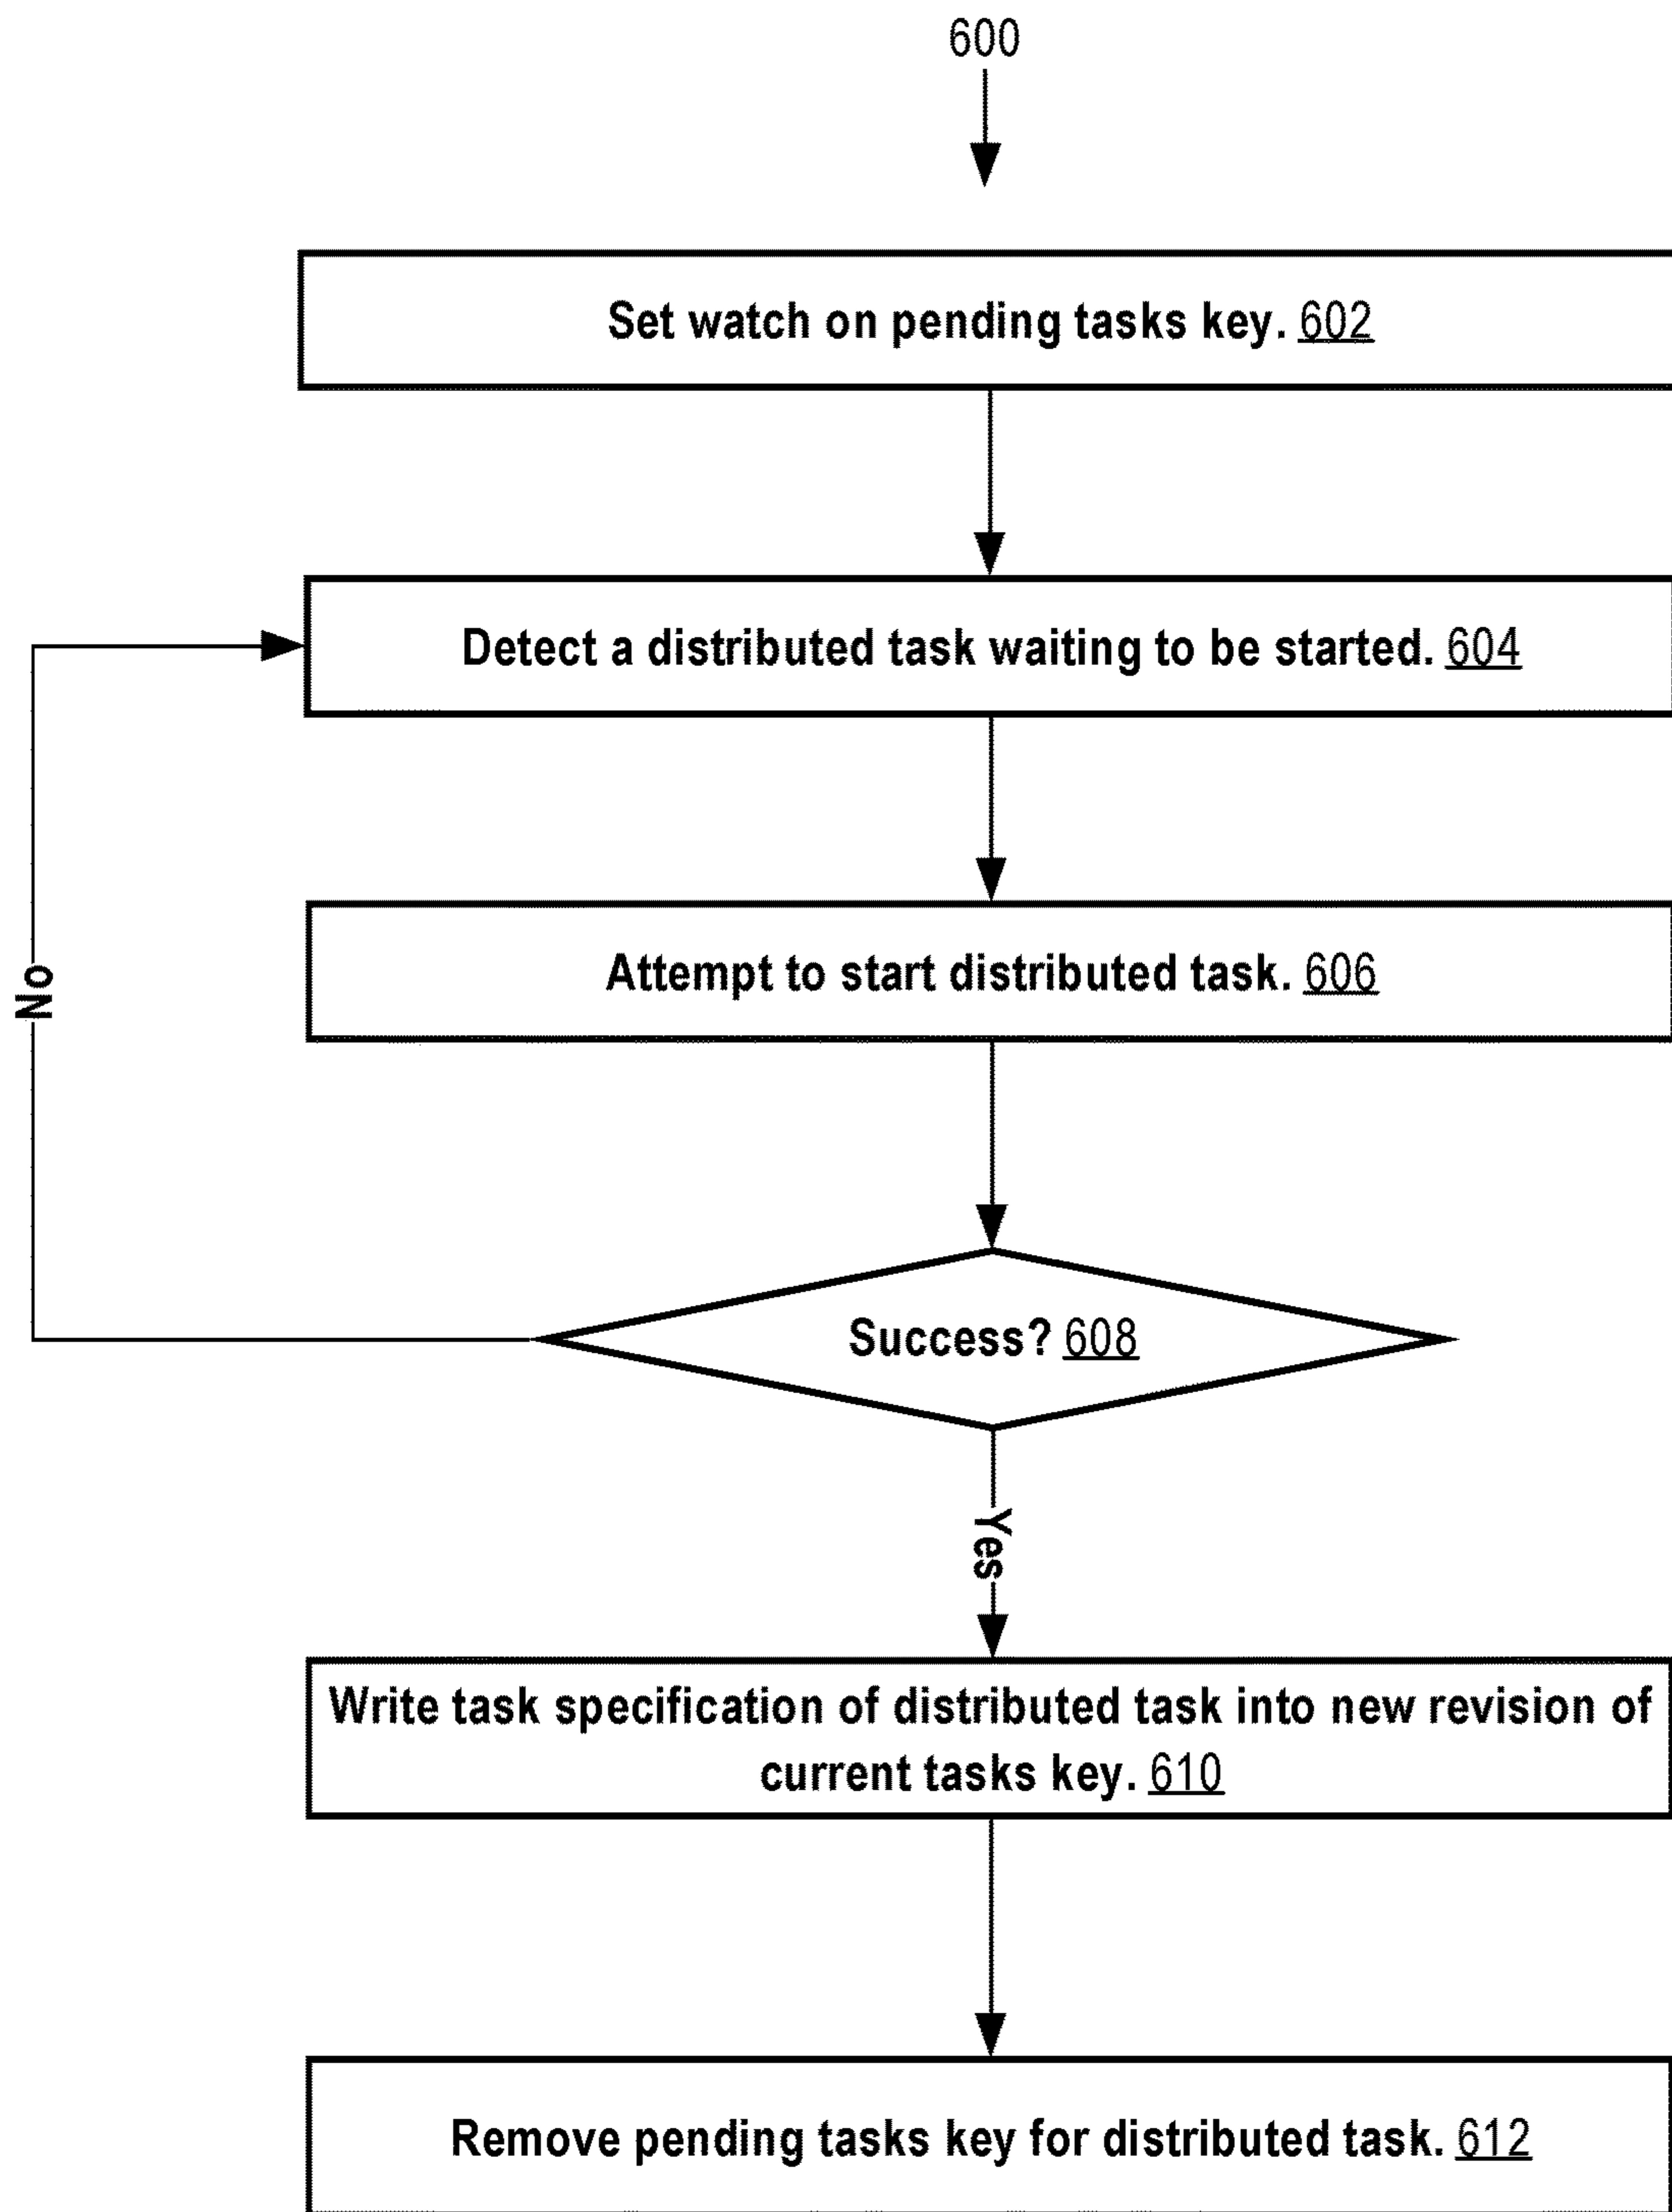 600
Set watch on pending tasks key. 602
Detect a distributed task waiting to be started. 604
Attempt to start distributed task. 606
No
Success? 608
Yes
Write task specification of distributed task into new revision of
current tasks key. 610
Remove pending tasks key for distributed task. 612